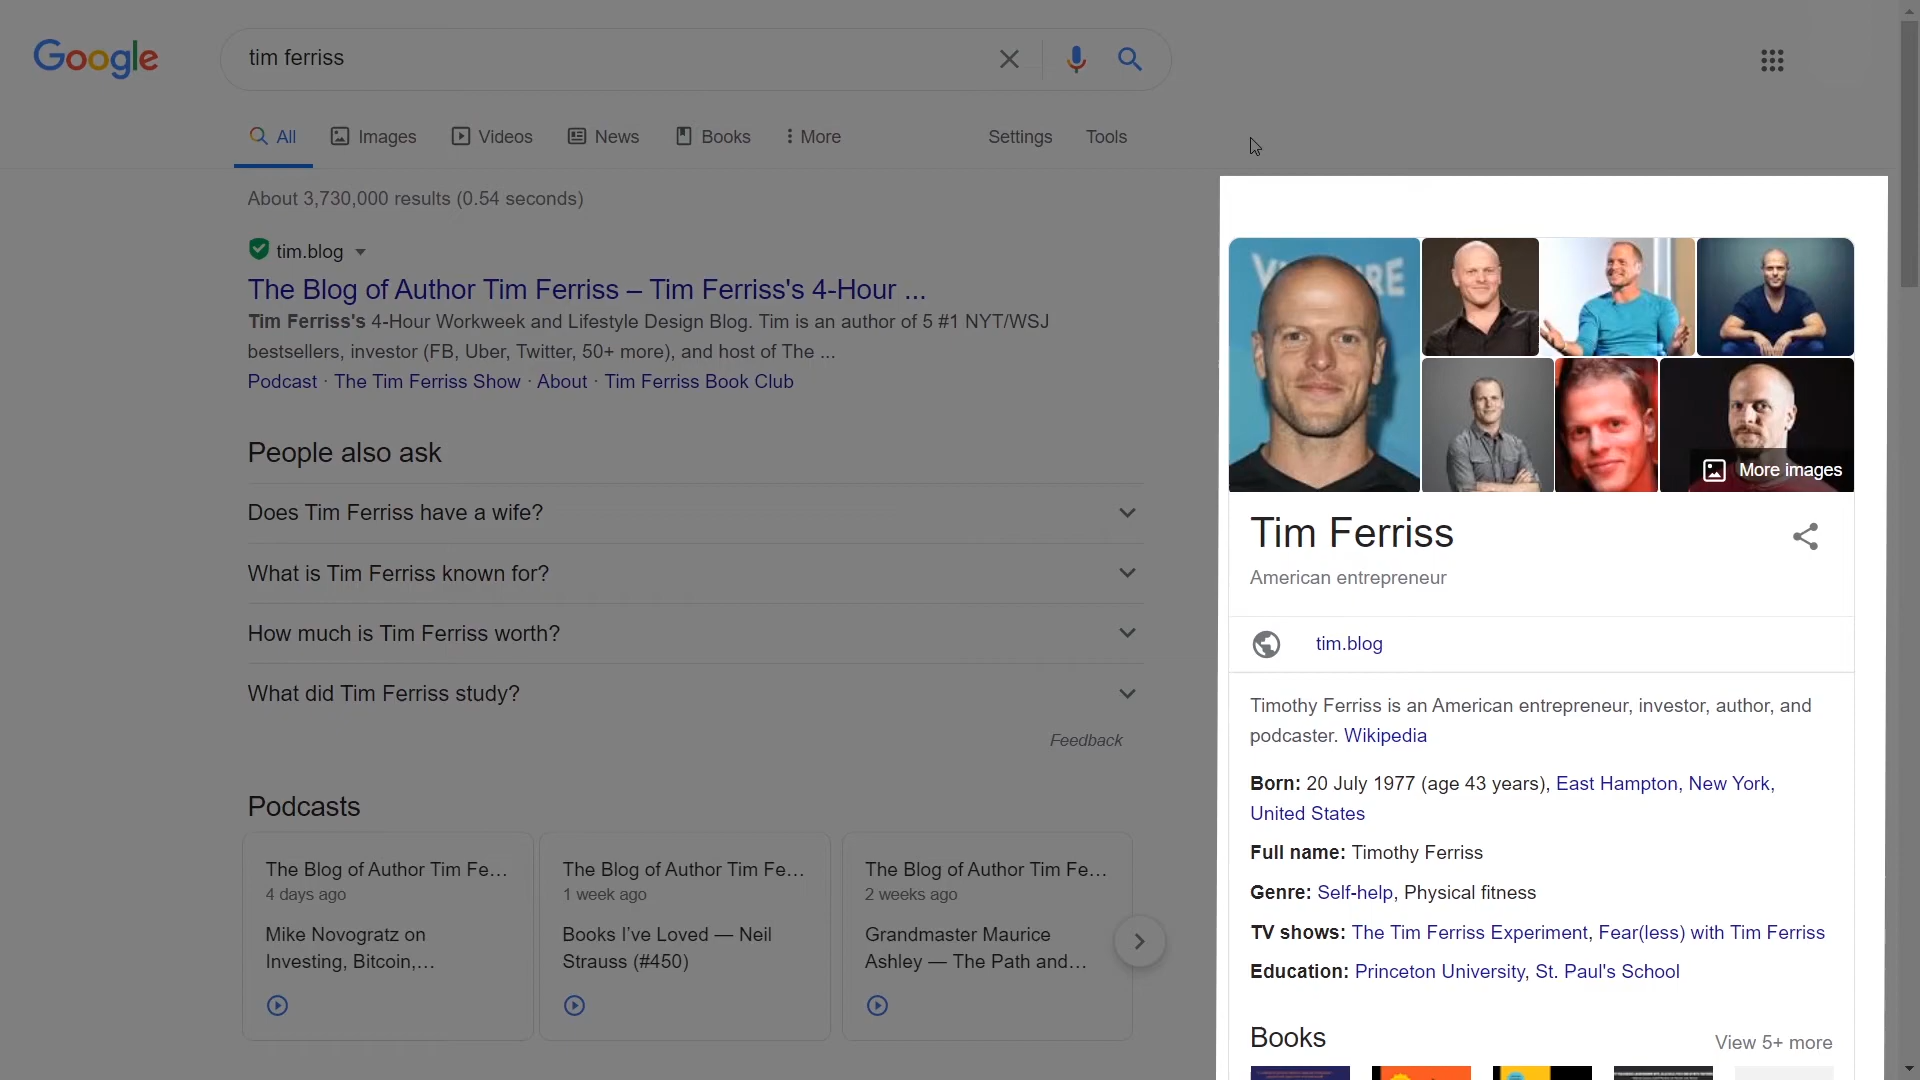 Google
tim ferriss
All
Images
Videos
News
Books
More
Settings
Tools
About 3,730,000 results (0.54 seconds)
tim.blog
The Blog of Author Tim Ferriss – Tim Ferriss's 4-Hour ...
Tim Ferriss's 4-Hour Workweek and Lifestyle Design Blog. Tim is an author of 5 #1 NYT/WSJ
bestsellers, investor (FB, Uber, Twitter, 50+ more), and host of The ...
Podcast · The Tim Ferriss Show · About · Tim Ferriss Book Club
People also ask
Does Tim Ferriss have a wife?
What is Tim Ferriss known for?
How much is Tim Ferriss worth?
What did Tim Ferriss study?
Feedback
Podcasts
The Blog of Author Tim Fe...
4 days ago
Mike Novogratz on
Investing, Bitcoin,...
The Blog of Author Tim Fe...
1 week ago
Books I've Loved — Neil
Strauss (#450)
The Blog of Author Tim Fe...
2 weeks ago
Grandmaster Maurice
Ashley — The Path and...
More images
Tim Ferriss
American entrepreneur
tim.blog
Timothy Ferriss is an American entrepreneur, investor, author, and
podcaster. Wikipedia
Born: 20 July 1977 (age 43 years), East Hampton, New York,
United States
Full name: Timothy Ferriss
Genre: Self-help, Physical fitness
TV shows: The Tim Ferriss Experiment, Fear(less) with Tim Ferriss
Education: Princeton University, St. Paul's School
Books
View 5+ more